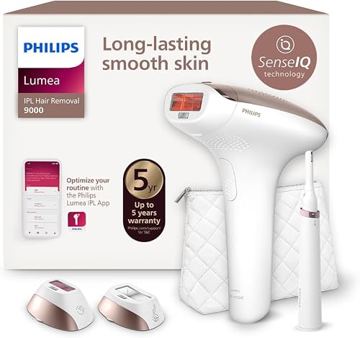 PHILIPS
Lumea
IPL Hair Removal
9000
Long-lasting
smooth skin
SenseIQ
technology
PHILIPS
Optimize your
routine with
the Philips
Lumea IPL App
5 yr
Up to
5 years
warranty